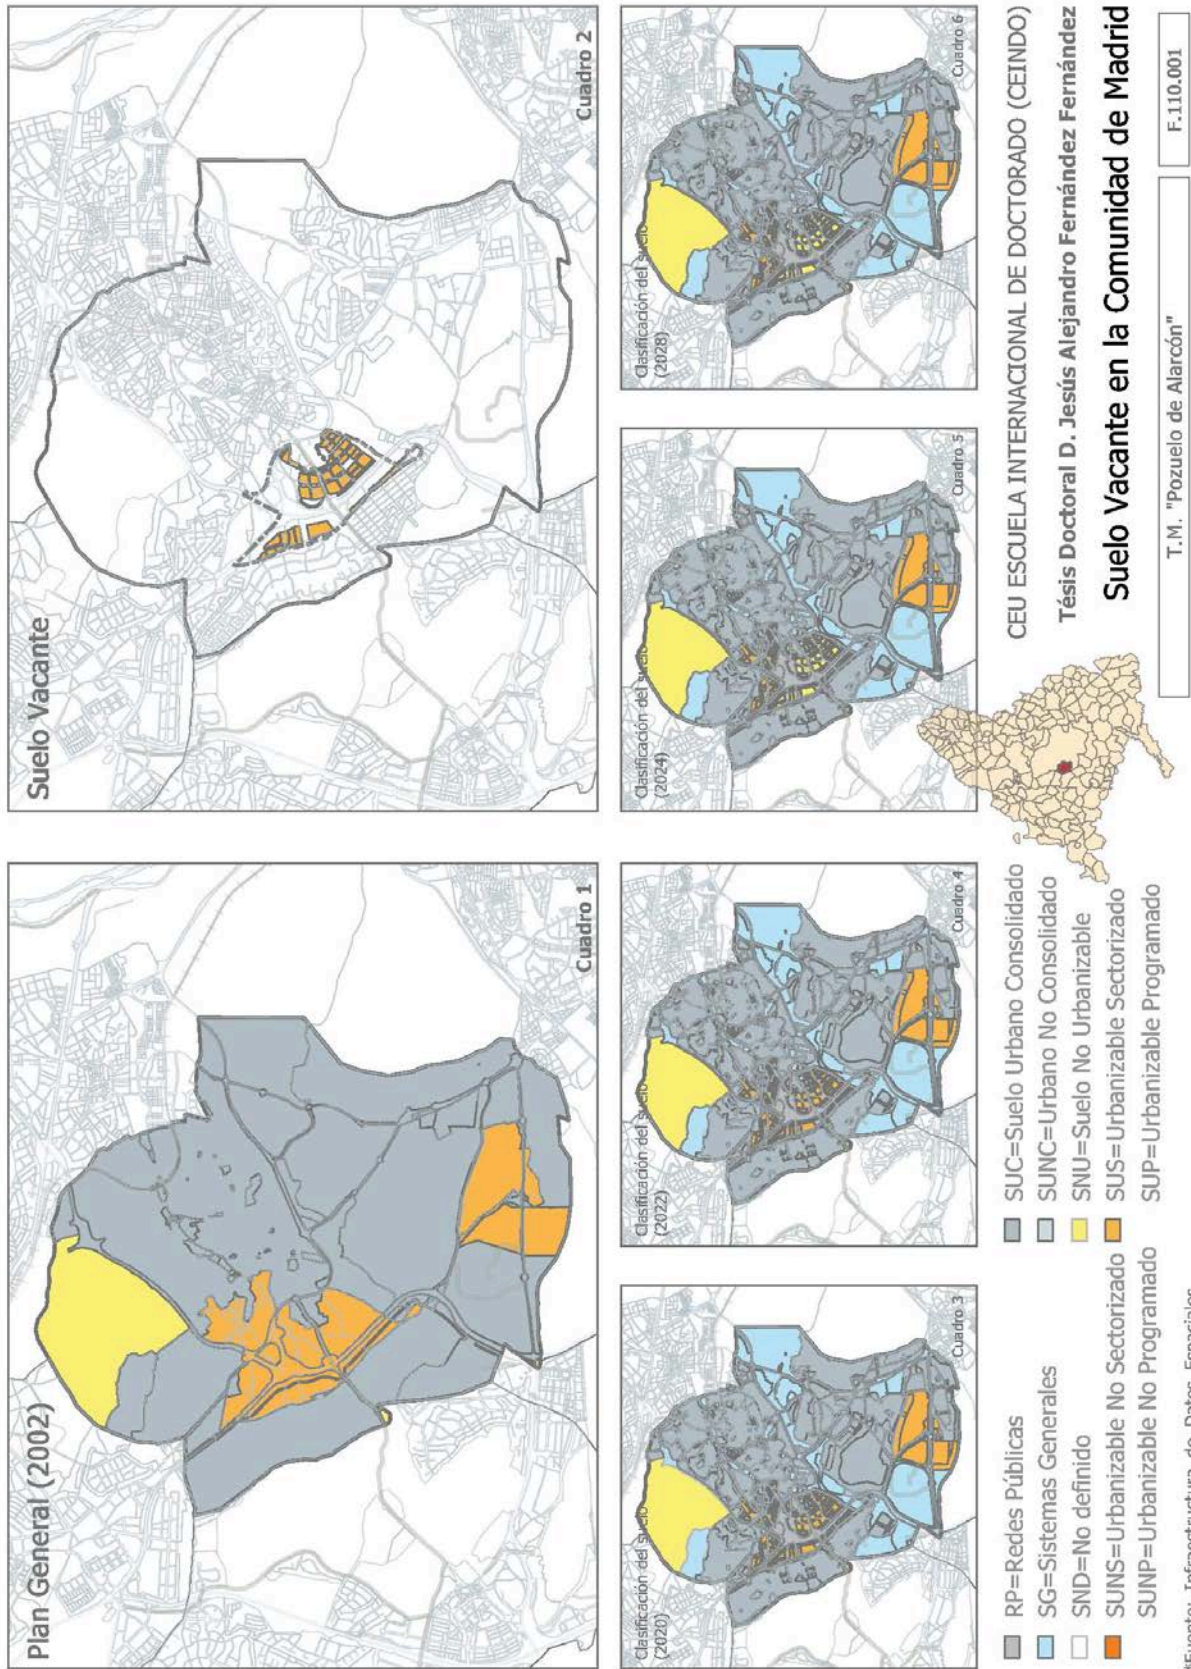 Plan General (2002)
Cuadro 1
Suelo Vacante
Cuadro 2
Clasificación del suelo
(2020)
Cuadro 3
Clasificación del suelo
(2022)
Cuadro 4
Clasificación del suelo
(2024)
Cuadro 5
Clasificación del suelo
(2028)
Cuadro 6
RP=Redes Públicas
SG=Sistemas Generales
SND=No definido
SUNS=Urbanizable No Sectorizado
SUNP=Urbanizable No Programado
SUC=Suelo Urbano Consolidado
SUNC=Urbano No Consolidado
SNU=Suelo No Urbanizable
SUS=Urbanizable Sectorizado
SUP=Urbanizable Programado
CEU ESCUELA INTERNACIONAL DE DOCTORADO (CEINDO)
Tésis Doctoral D. Jesús Alejandro Fernández Fernández
Suelo Vacante en la Comunidad de Madrid
T.M. "Pozuelo de Alarcón"
F.110.001
*Fuente: Infraestructura de Datos Espaciales